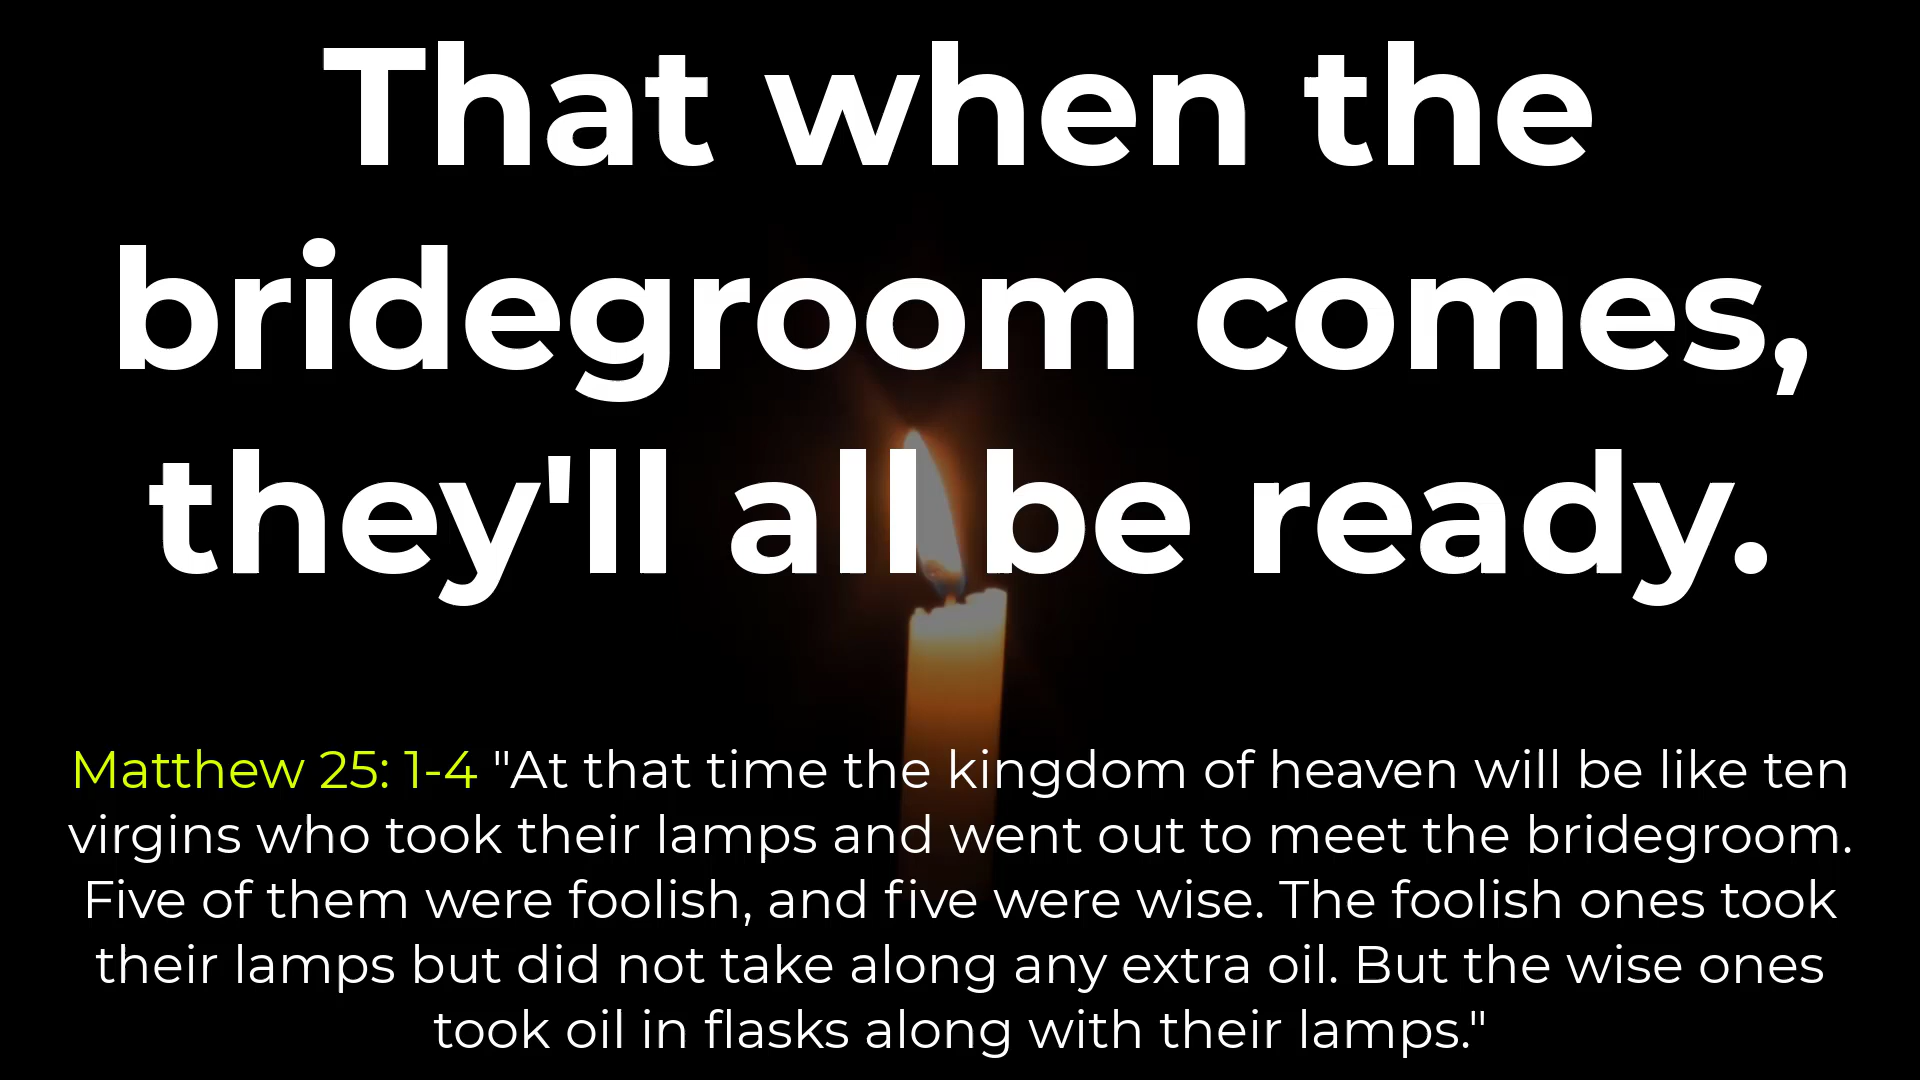 That when the
bridegroom comes,
they'll all be ready.
Matthew 25: 1-4 "At that time the kingdom of heaven will be like ten
virgins who took their lamps and went out to meet the bridegroom.
Five of them were foolish, and five were wise. The foolish ones took
their lamps but did not take along any extra oil. But the wise ones
took oil in flasks along with their lamps."